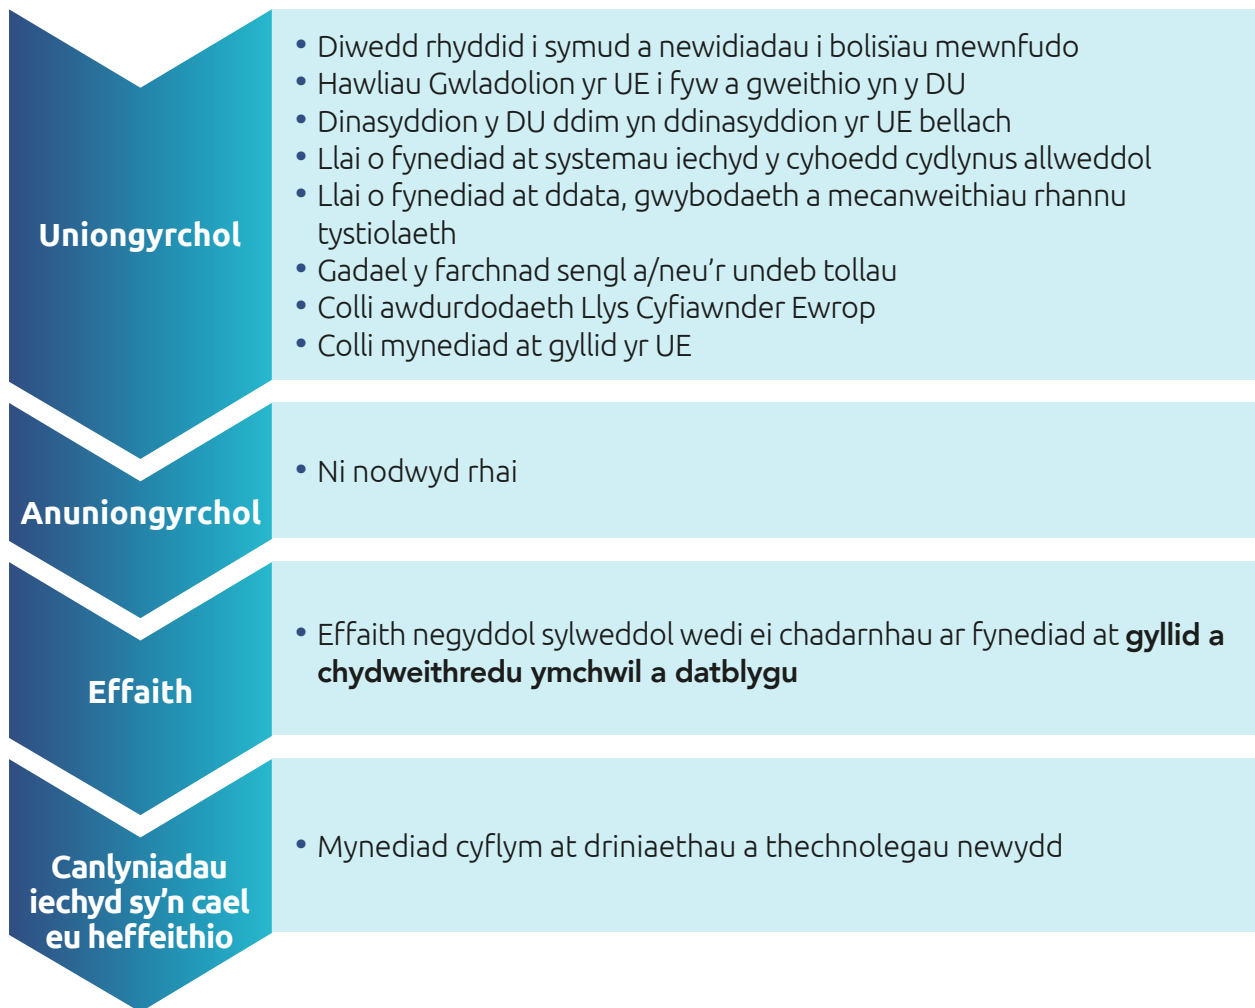 Uniongyrchol
• Diwedd rhyddid i symud a newidiadau i bolisïau mewnfudo
• Hawliau Gwladolion yr UE i fyw a gweithio yn y DU
• Dinasyddion y DU ddim yn ddinasyddion yr UE bellach
• Llai o fynediad at systemau iechyd y cyhoedd cydlynus allweddol
• Llai o fynediad at ddata, gwybodaeth a mecanweithiau rhannu
tystiolaeth
• Gadael y farchnad sengl a/neu’r undeb tollau
• Colli awdurdodaeth Llys Cyfiawnder Ewrop
• Colli mynediad at gyllid yr UE
Anuniongyrchol
• Ni nodwyd rhai
Effaith
• Effaith negyddol sylweddol wedi ei chadarnhau ar fynediad at gyllid a
chydweithredu ymchwil a datblygu
Canlyniadau
iechyd sy’n cael
eu heffeithio
• Mynediad cyflym at driniaethau a thechnolegau newydd